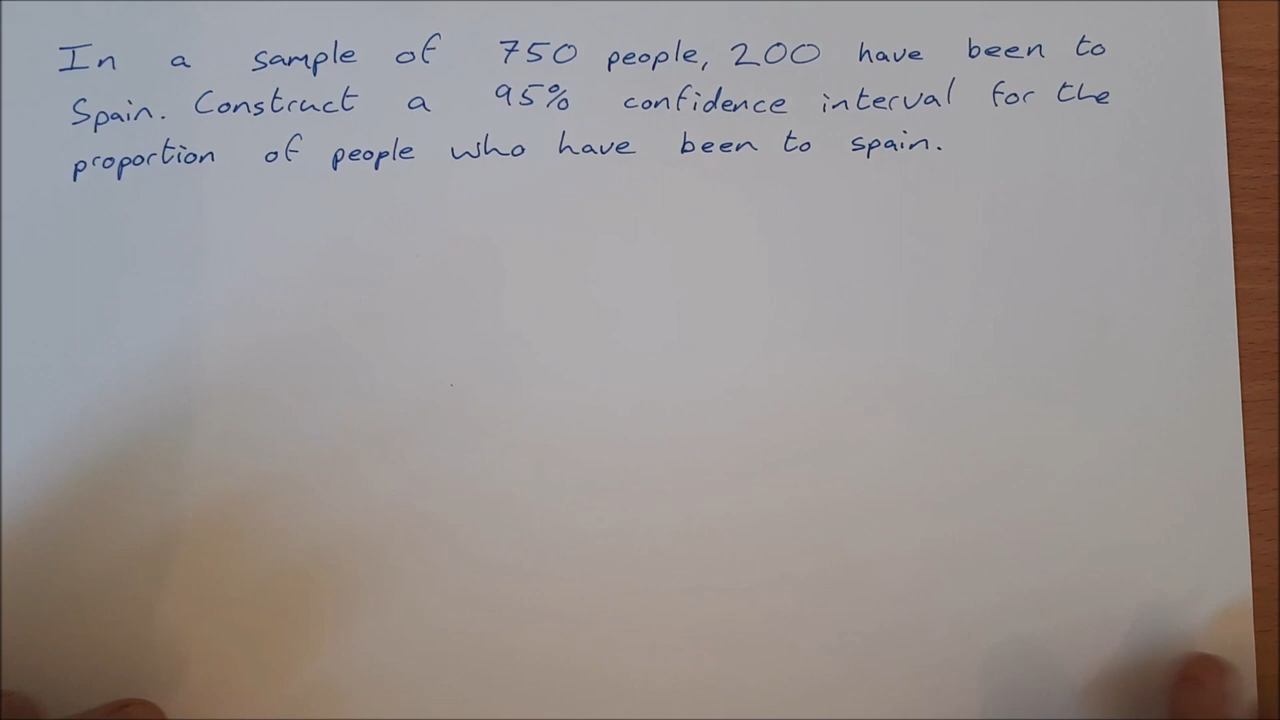 In a sample of 750 people, 200 have been to
Spain. Construct a 95% confidence interval for the
proportion of people who have been to spain.